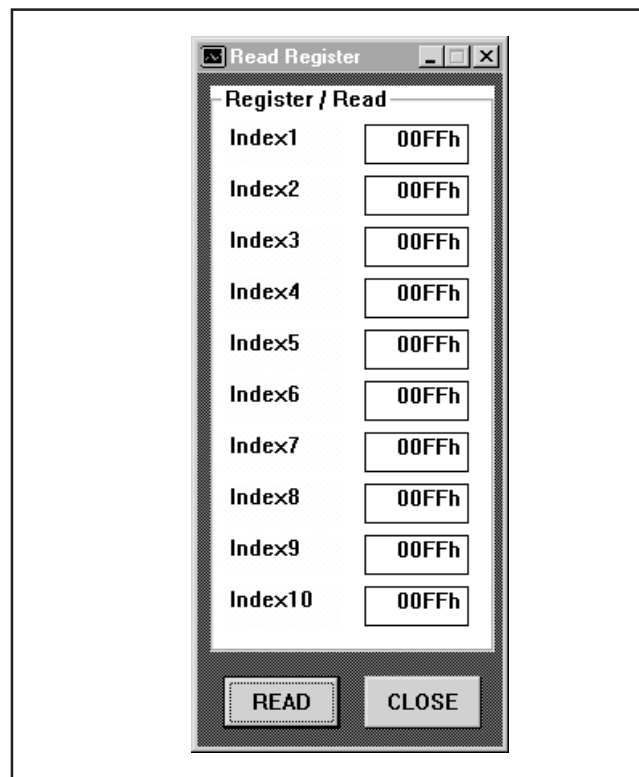 Read Register
Register / Read
Index1 00FFh
Index2 00FFh
Index3 00FFh
Index4 00FFh
Index5 00FFh
Index6 00FFh
Index7 00FFh
Index8 00FFh
Index9 00FFh
Index10 00FFh
READ CLOSE